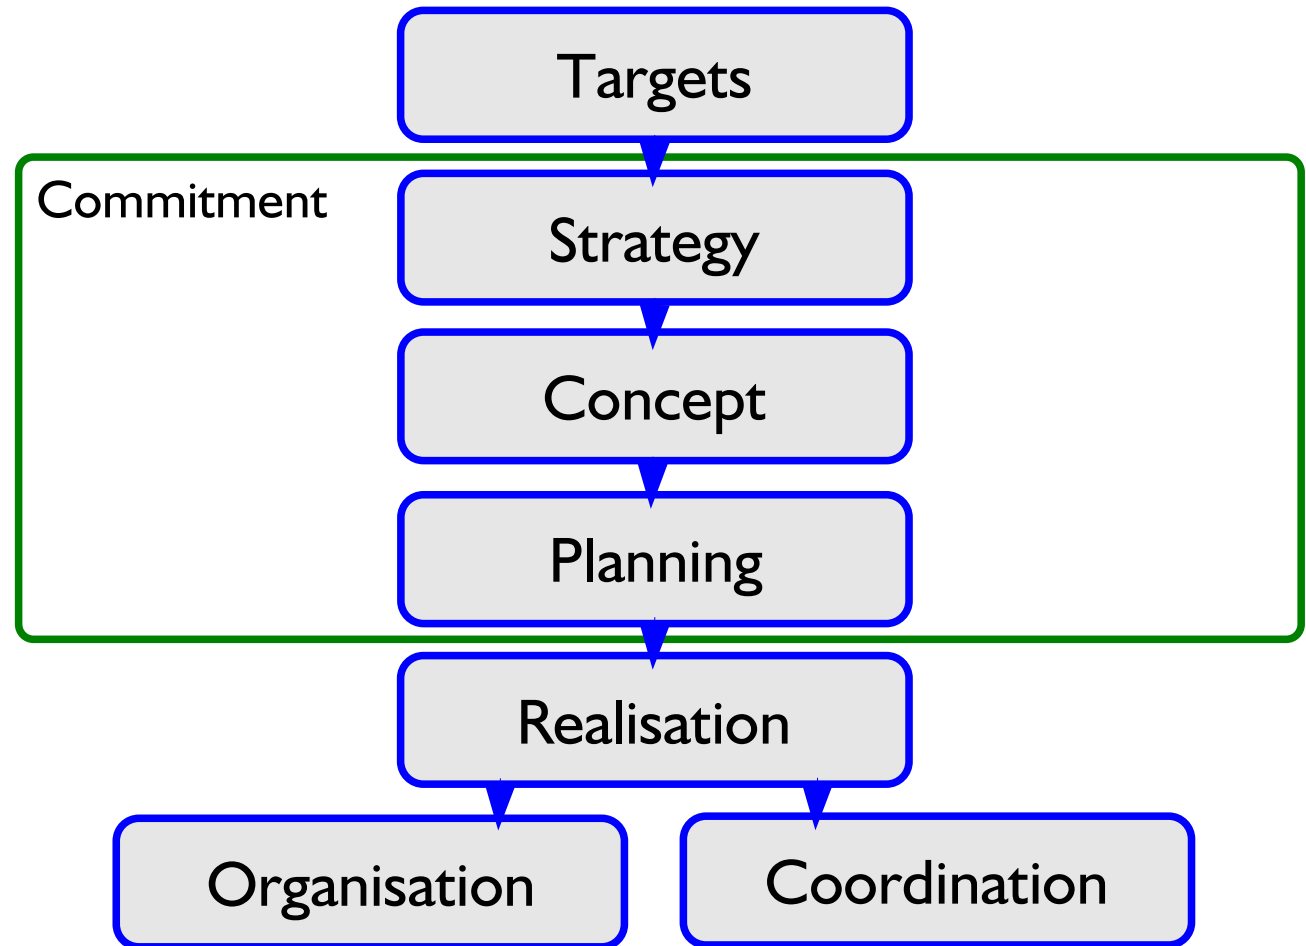 Targets
Commitment
Strategy
Concept
Planning
Realisation
Organisation
Coordination